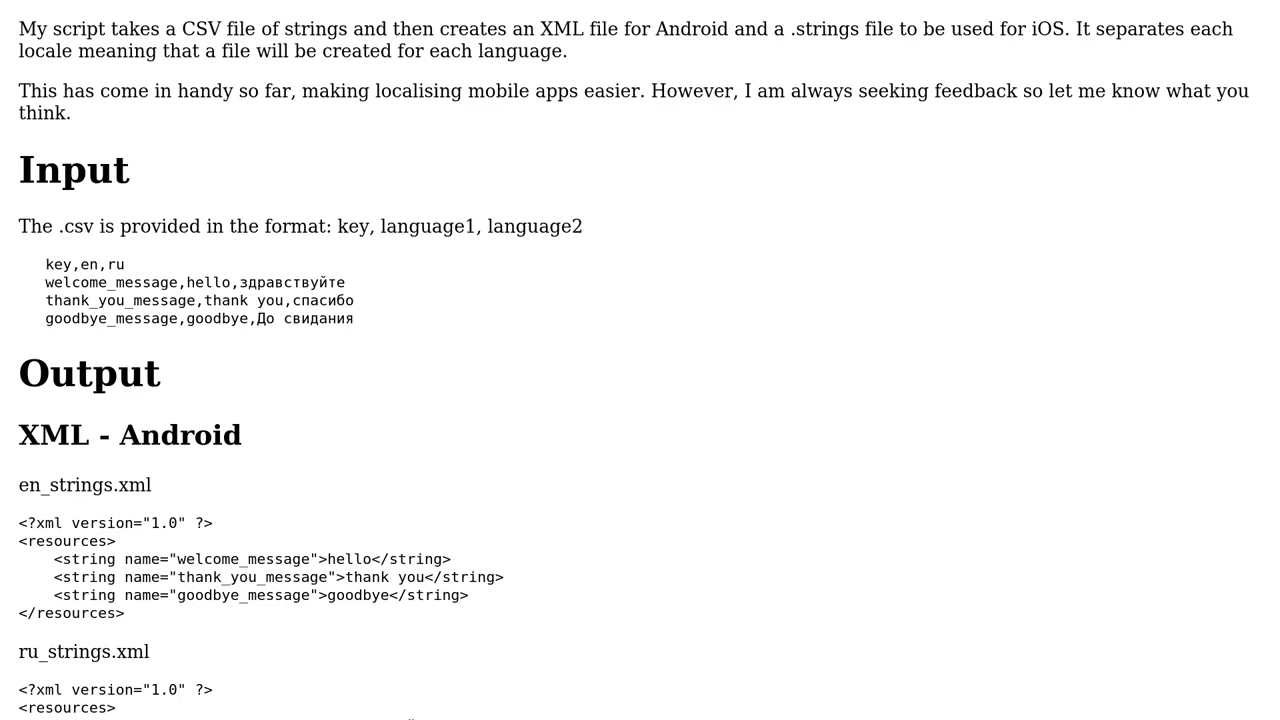 My script takes a CSV file of strings and then creates an XML file for Android and a .strings file to be used for iOS. It separates each
locale meaning that a file will be created for each language.
This has come in handy so far, making localising mobile apps easier. However, I am always seeking feedback so let me know what you
think.
Input
The .csv is provided in the format: key, language1, language2
key,en,ru
welcome_message,hello,здравствуйте
thank_you_message,thank you,спасибо
goodbye_message,goodbye,До свидания
Output
XML - Android
en_strings.xml
<?xml version="1.0" ?>
<resources>
    <string name="welcome_message">hello</string>
    <string name="thank_you_message">thank you</string>
    <string name="goodbye_message">goodbye</string>
</resources>
ru_strings.xml
<?xml version="1.0" ?>
<resources>